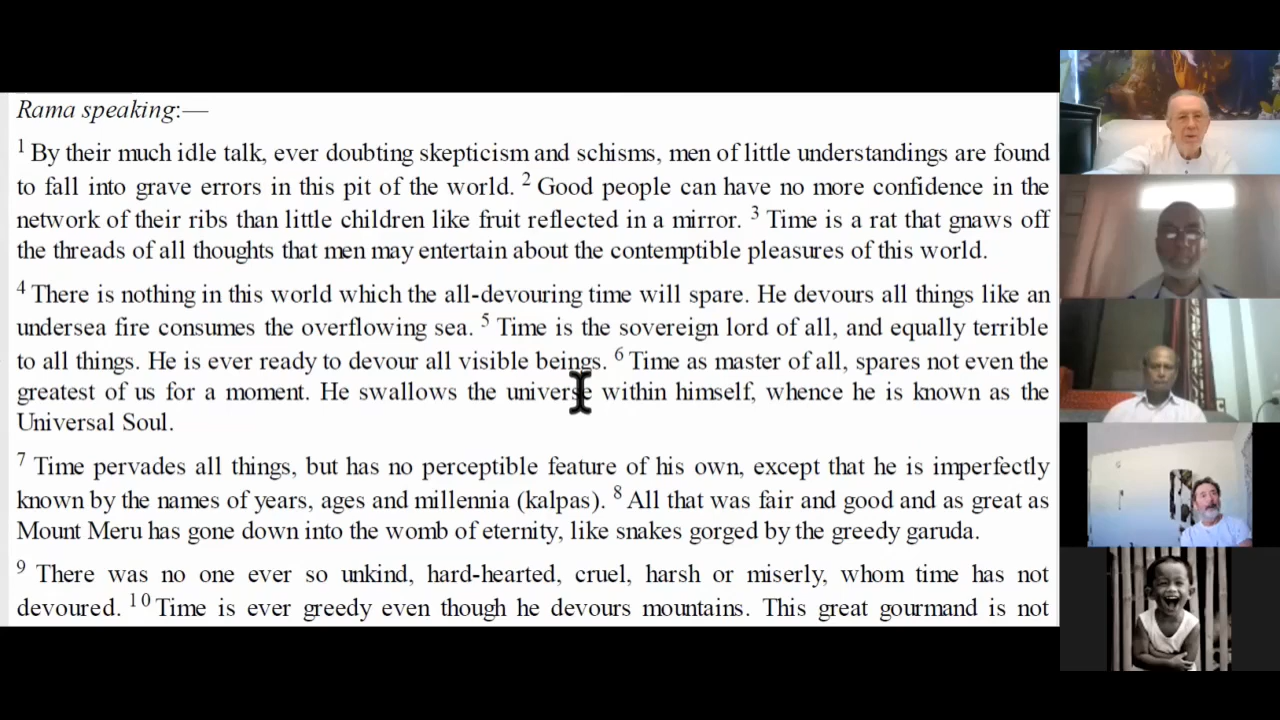 Rama speaking:—
1 By their much idle talk, ever doubting skepticism and schisms, men of little understandings are found
to fall into grave errors in this pit of the world. 2 Good people can have no more confidence in the
network of their ribs than little children like fruit reflected in a mirror. 3 Time is a rat that gnaws off
the threads of all thoughts that men may entertain about the contemptible pleasures of this world.
4 There is nothing in this world which the all-devouring time will spare. He devours all things like an
undersea fire consumes the overflowing sea. 5 Time is the sovereign lord of all, and equally terrible
to all things. He is ever ready to devour all visible beings. 6 Time as master of all, spares not even the
greatest of us for a moment. He swallows the universe within himself, whence he is known as the
Universal Soul.
7 Time pervades all things, but has no perceptible feature of his own, except that he is imperfectly
known by the names of years, ages and millennia (kalpas). 8 All that was fair and good and as great as
Mount Meru has gone down into the womb of eternity, like snakes gorged by the greedy garuda.
9 There was no one ever so unkind, hard-hearted, cruel, harsh or miserly, whom time has not
devoured. 10 Time is ever greedy even though he devours mountains. This great gourmand is not